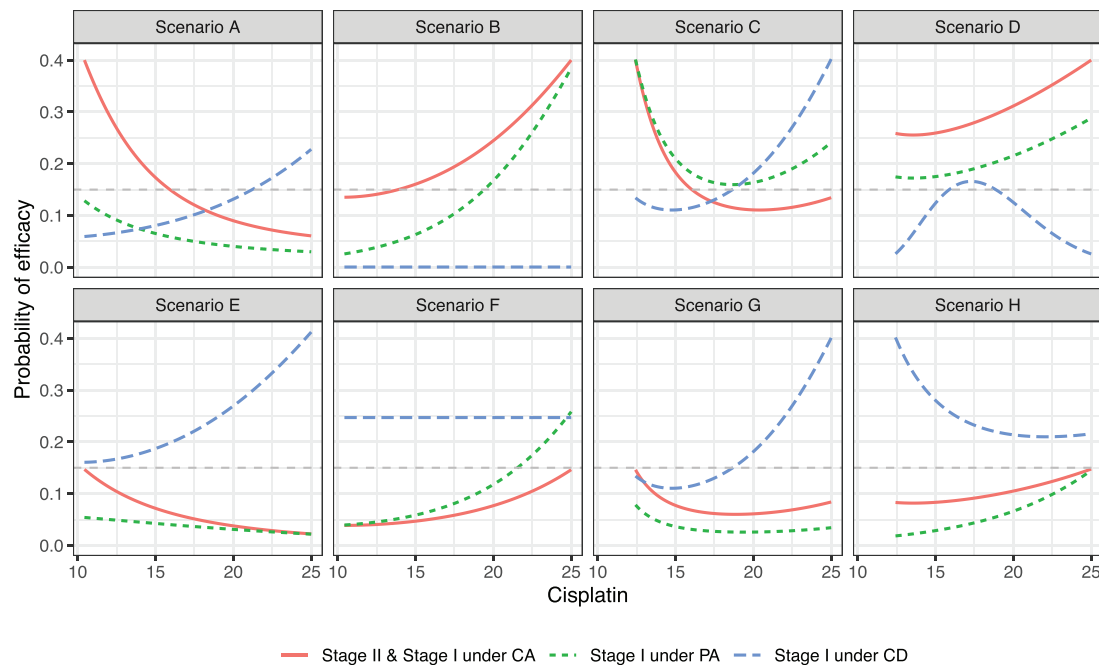 Scenario A
Scenario B
Scenario C
Scenario D
0.4
0.3
0.2
0.1
0.0
Scenario E
Scenario F
Scenario G
Scenario H
0.4
0.3
0.2
0.1
0.0
10 15 20 25
10 15 20 25
10 15 20 25
10 15 20 25
Probability of efficacy
Cisplatin
Stage II & Stage I under CA
Stage I under PA
Stage I under CD